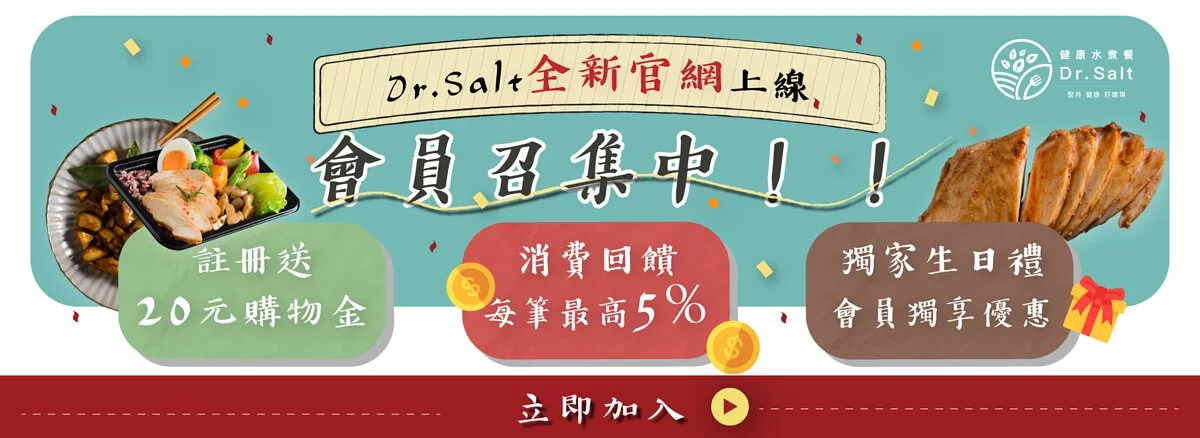 Dr.Salt全新官網上線
健康水煮餐
Dr.Salt
堅持 健康 好簡單
會員召集中！！
註冊送
20元購物金
消費回饋
每筆最高5%
獨家生日禮
會員獨享優惠
立即加入